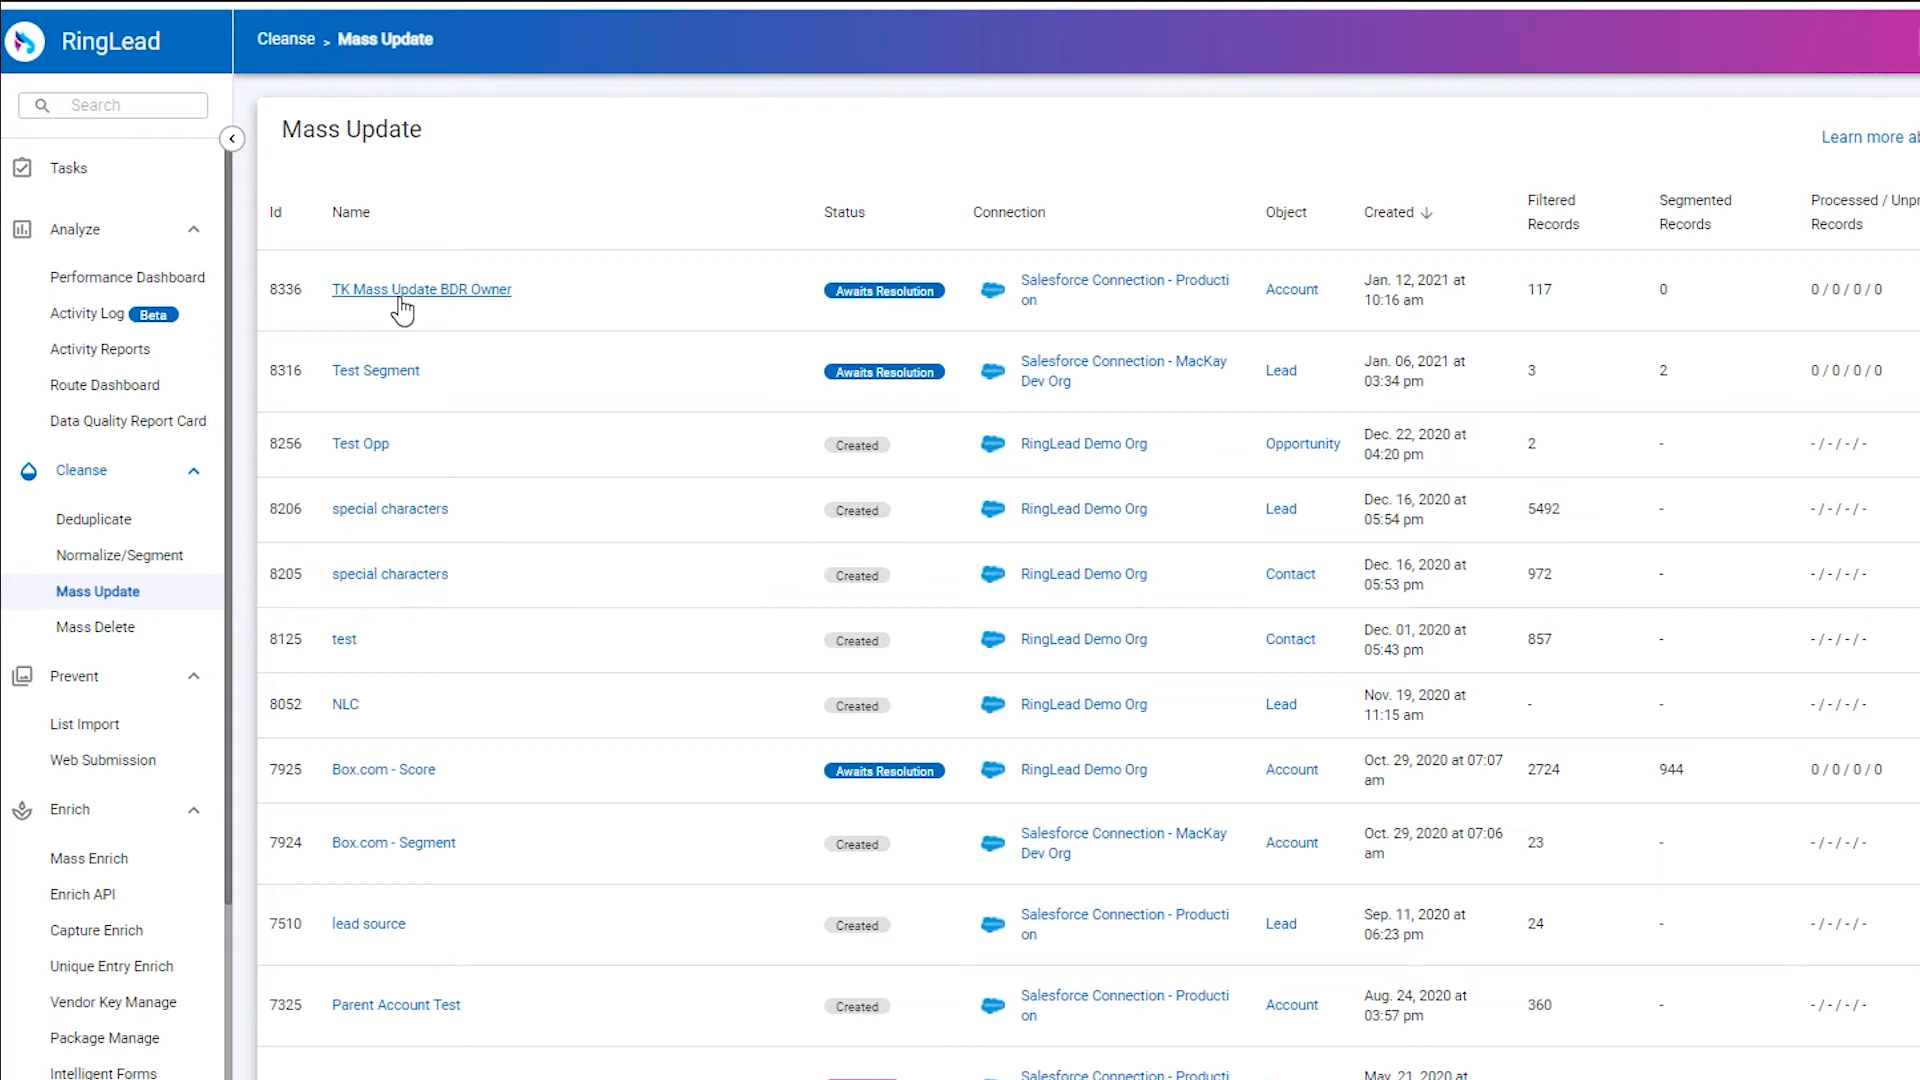 RingLead
Cleanse > Mass Update
Search
Tasks
Analyze
Performance Dashboard
Activity Log Beta
Activity Reports
Route Dashboard
Data Quality Report Card
Cleanse
Deduplicate
Normalize/Segment
Mass Update
Mass Delete
Prevent
List Import
Web Submission
Enrich
Mass Enrich
Enrich API
Capture Enrich
Unique Entry Enrich
Vendor Key Manage
Package Manage
Intelligent Forms
Mass Update
Learn more ab
Id Name Status Connection Object Created Filtered Records Segmented Records Processed / Unpr
Records
8336 TK Mass Update BDR Owner Awaits Resolution Salesforce Connection - Producti Account Jan. 12, 2021 at 117 0 0 / 0 / 0 / 0
on 10:16 am
8316 Test Segment Awaits Resolution Salesforce Connection - MacKay Lead Jan. 06, 2021 at 3 2 0 / 0 / 0 / 0
Dev Org 03:34 pm
8256 Test Opp Created RingLead Demo Org Opportunity Dec. 22, 2020 at 2 - - / - / - / -
04:20 pm
8206 special characters Created RingLead Demo Org Lead Dec. 16, 2020 at 5492 - - / - / - / -
05:54 pm
8205 special characters Created RingLead Demo Org Contact Dec. 16, 2020 at 972 - - / - / - / -
05:53 pm
8125 test Created RingLead Demo Org Contact Dec. 01, 2020 at 857 - - / - / - / -
05:43 pm
8052 NLC Created RingLead Demo Org Lead Nov. 19, 2020 at - - - / - / - / -
11:15 am
7925 Box.com - Score Awaits Resolution RingLead Demo Org Account Oct. 29, 2020 at 07:07 2724 944 0 / 0 / 0 / 0
am
7924 Box.com - Segment Created Salesforce Connection - MacKay Account Oct. 29, 2020 at 07:06 23 - - / - / - / -
Dev Org am
7510 lead source Created Salesforce Connection - Producti Lead Sep. 11, 2020 at 24 - - / - / - / -
on 06:23 pm
7325 Parent Account Test Created Salesforce Connection - Producti Account Aug. 24, 2020 at 360 - - / - / - / -
on 03:57 pm
Salesforce Connection - Producti May. 21, 2020 at